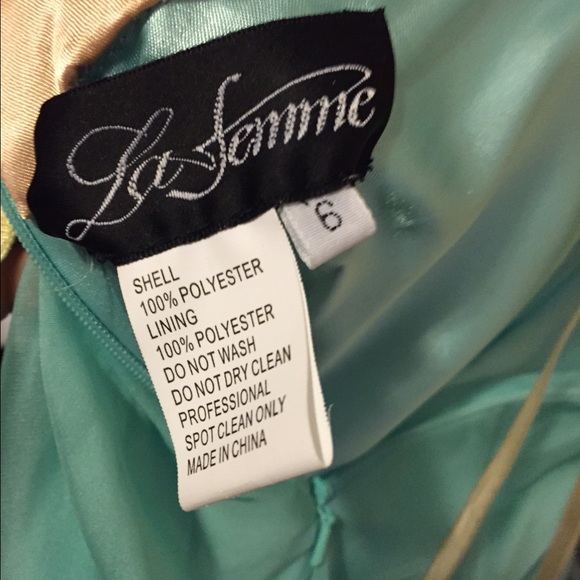 La Femme
6
SHELL
100% POLYESTER
LINING
100% POLYESTER
DO NOT WASH
DO NOT DRY CLEAN
PROFESSIONAL
SPOT CLEAN ONLY
MADE IN CHINA